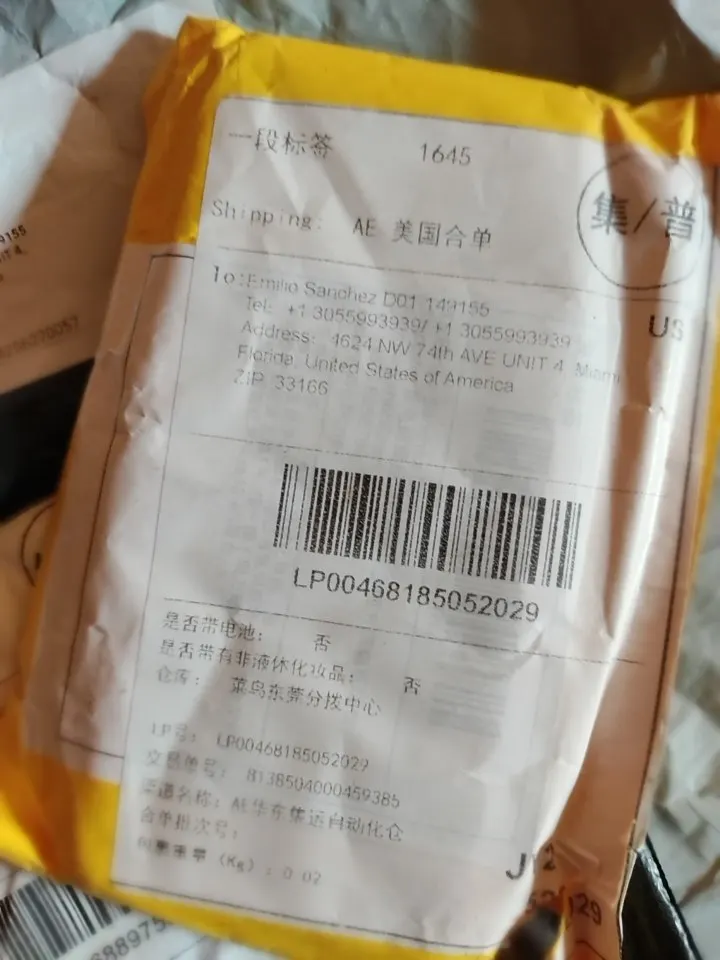 一段标签 1645
集/普
Shipping: AE 美国合单
US
To: Emilio Sanchez D01 149155
Tel: +1 3055993939/ +1 3055993939
Address: 4624 NW 74th AVE UNIT 4 Miami
Florida United States of America
ZIP 33166
LP00468185052029
是否带电池: 否
是否带有非液体化妆品: 否
仓库: 菜鸟东莞分拨中心
LP号: LP00468185052029
交易单号: 8138504000459385
渠道名称: AE华东集运自动化仓
合单批次号:
(Kg): 0.02
9155
IT 4,